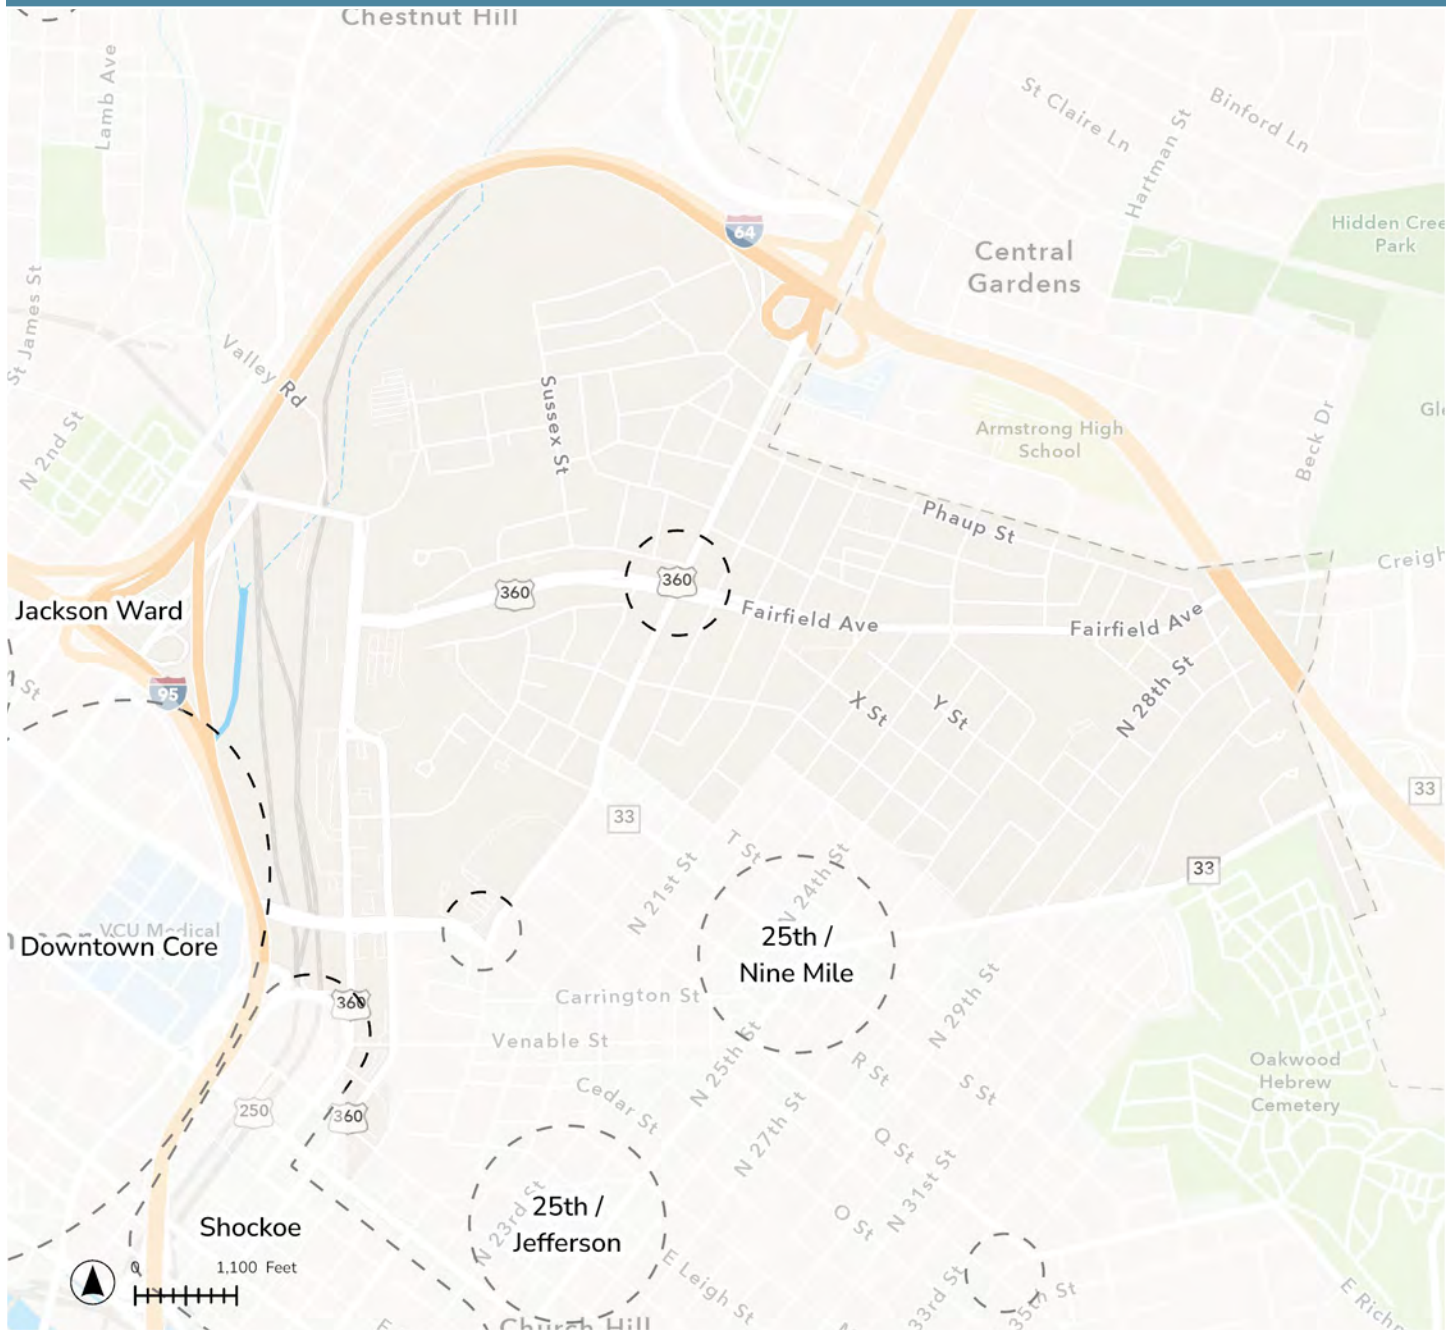 Chestnut Hill
Lamb Ave
St Claire Ln
Binford Ln
Hartman St
Hidden Cree
Park
64
Central
Gardens
St James St
Valley Rd
Sussex St
N 2nd St
Armstrong High
School
Beck Dr
Gle
Phaup St
Creigh
360
360
Jackson Ward
Fairfield Ave
Fairfield Ave
St
95
X St
Y St
N 28th St
33
33
T St
33
N 21st St
N 24th St
VCU Medical
Downtown Core
25th /
Nine Mile
Carrington St
N 29th St
360
Venable St
N 25th St
R St
S St
Cedar St
Oakwood
Hebrew
Cemetery
250
360
N 27th St
Q St
N 31st St
N 23rd St
25th /
Jefferson
O St
Shockoe
0
1,100 Feet
E Leigh St
33rd St
35th St
E Richm
Church Hill
E